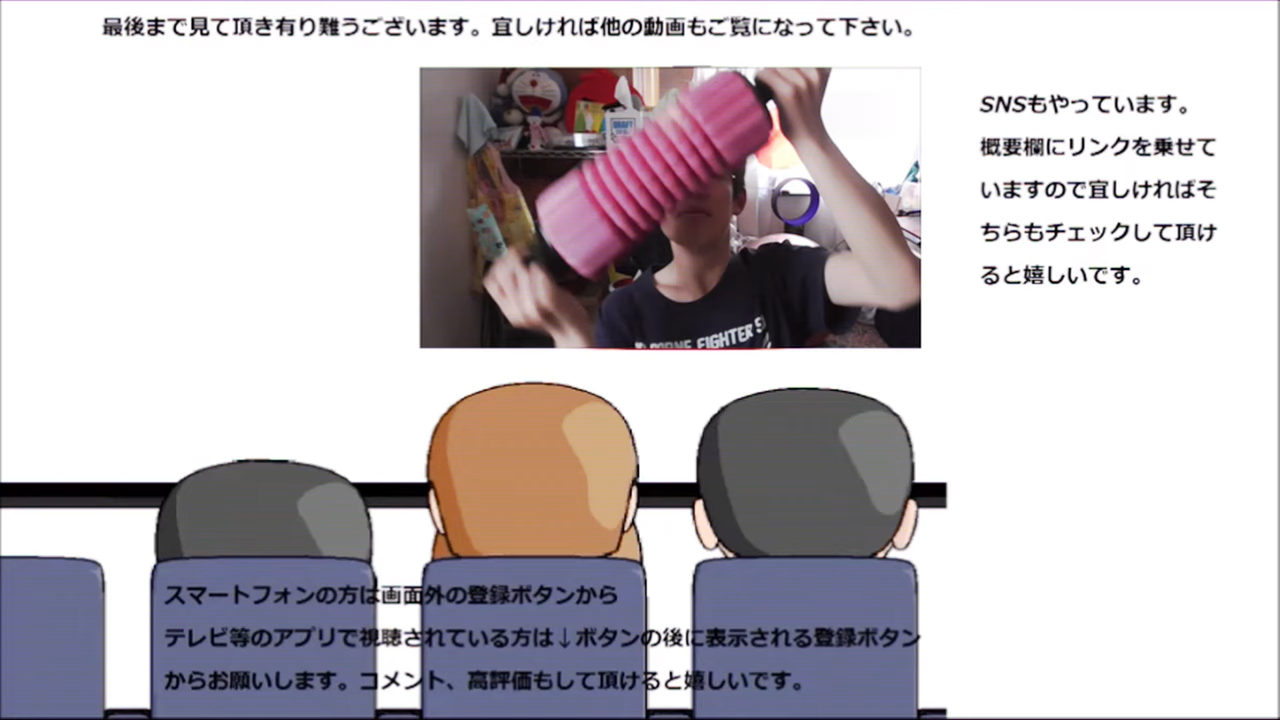 最後まで見て頂き有り難うございます。宜しければ他の動画もご覧になって下さい。
SNSもやっています。
概要欄にリンクを乗せて
いますので宜しければそ
ちらもチェックして頂け
ると嬉しいです。
FIGHTER
スマートフォンの方は画面外の登録ボタンから
テレビ等のアプリで視聴されている方は↓ボタンの後に表示される登録ボタン
からお願いします。コメント、高評価もして頂けると嬉しいです。